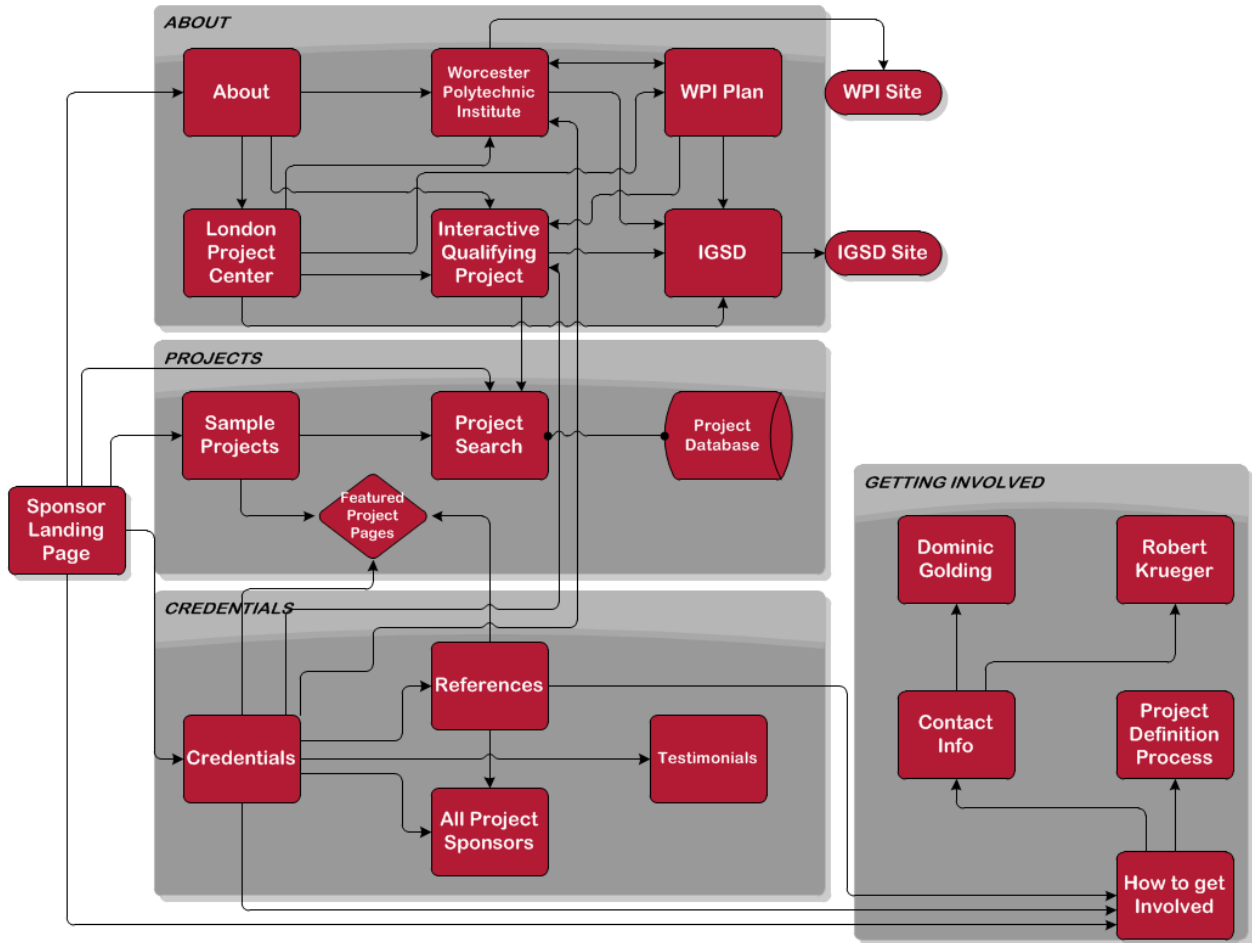 ABOUT
About
Worcester
Polytechnic
Institute
WPI Plan
WPI Site
London
Project
Center
Interactive
Qualifying
Project
IGSD
IGSD Site
PROJECTS
Sample
Projects
Project
Search
Project
Database
Featured
Project
Pages
Sponsor
Landing
Page
CREDENTIALS
References
Credentials
Testimonials
All Project
Sponsors
GETTING INVOLVED
Dominic
Golding
Robert
Krueger
Contact
Info
Project
Definition
Process
How to get
Involved